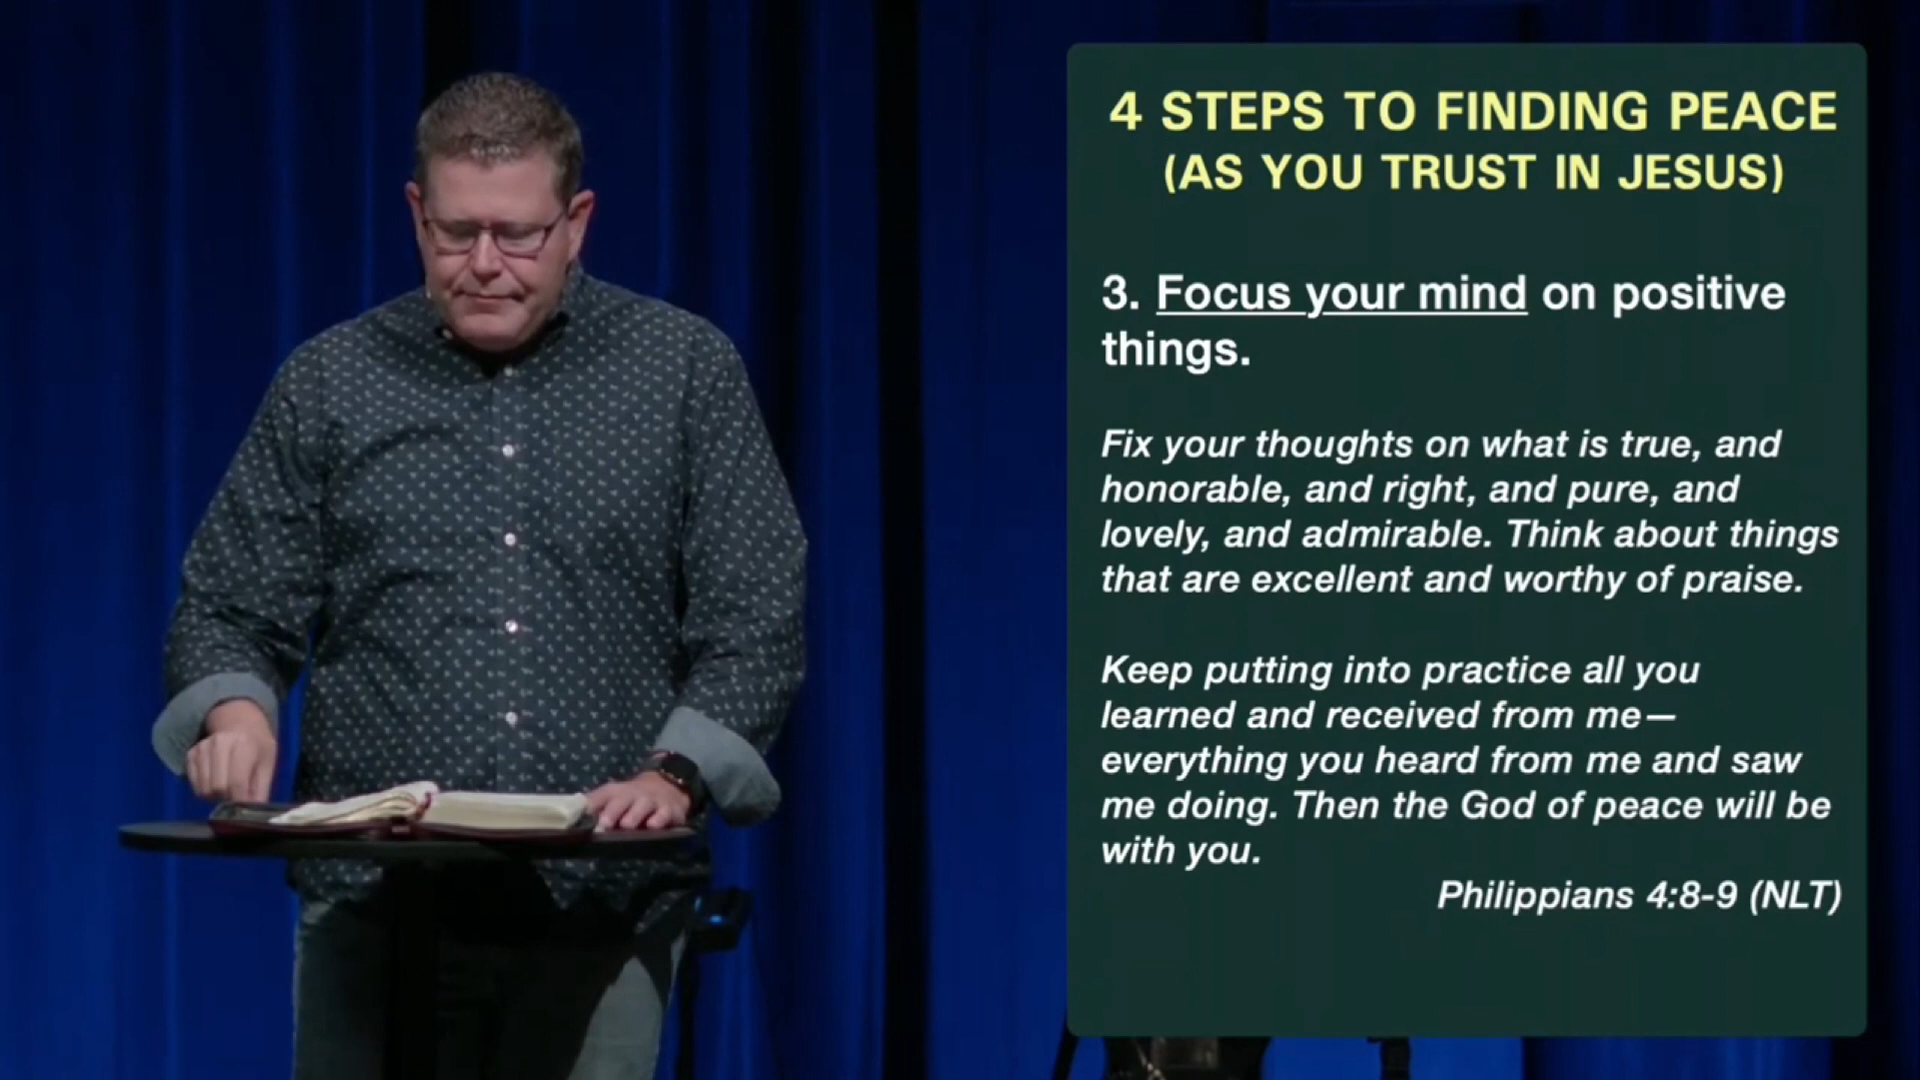 4 STEPS TO FINDING PEACE
(AS YOU TRUST IN JESUS)
3. Focus your mind on positive
things.
Fix your thoughts on what is true, and
honorable, and right, and pure, and
lovely, and admirable. Think about things
that are excellent and worthy of praise.
Keep putting into practice all you
learned and received from me—
everything you heard from me and saw
me doing. Then the God of peace will be
with you.
Philippians 4:8-9 (NLT)